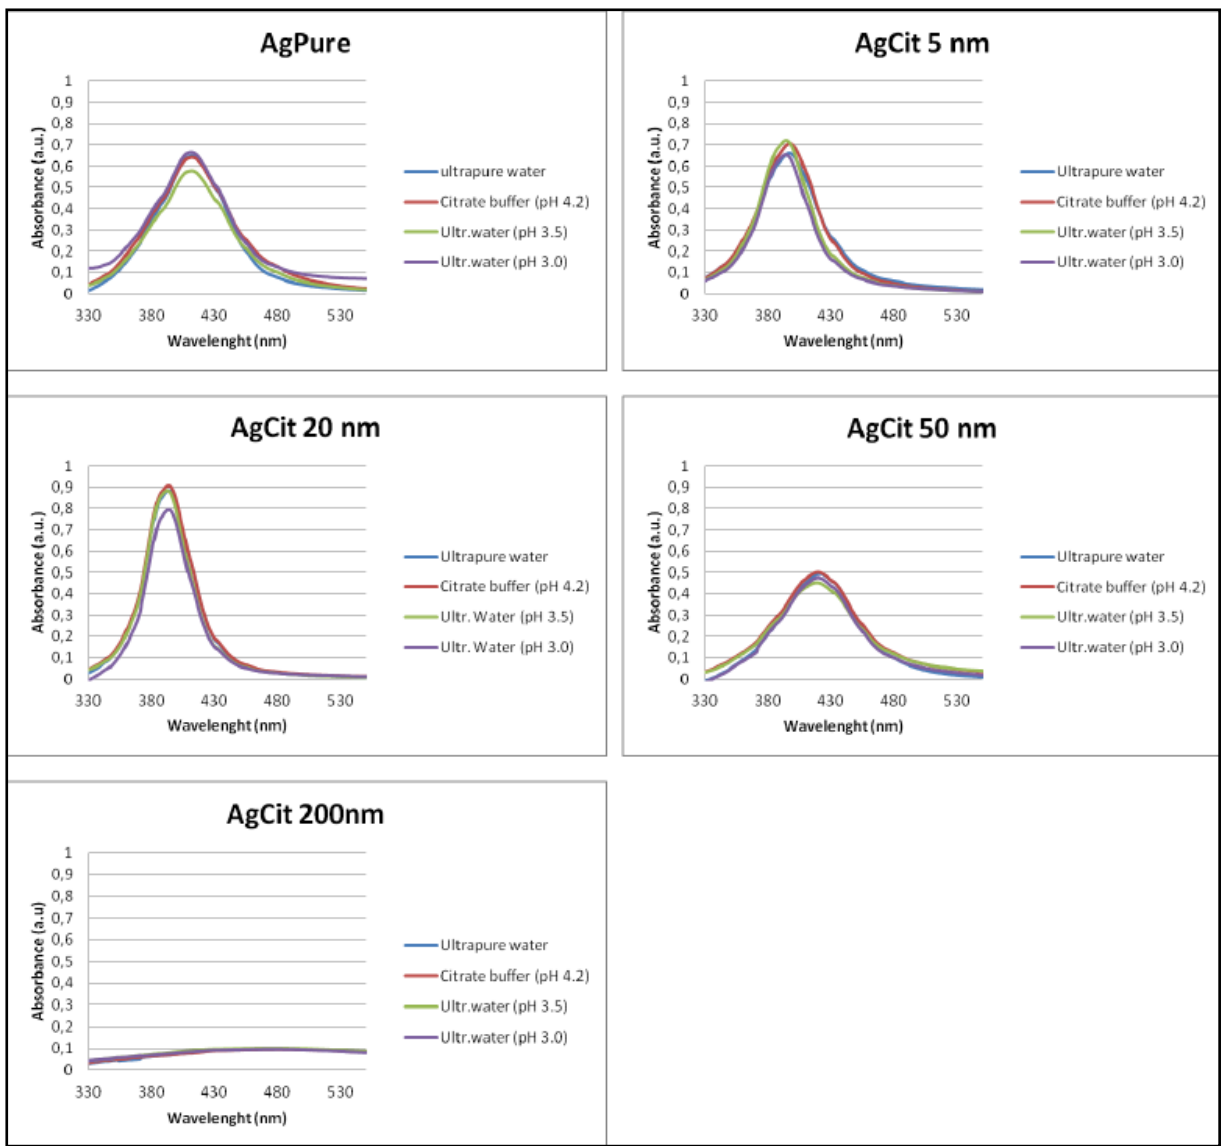 AgPure
1
0,9
0,8
0,7
0,6
0,5
0,4
0,3
0,2
0,1
0
330 380 430 480 530
Absorbance (a.u.)
Wavelenght (nm)
ultrapure water
Citrate buffer (pH 4.2)
Ultr.water (pH 3.5)
Ultr.water (pH 3.0)
AgCit 5 nm
1
0,9
0,8
0,7
0,6
0,5
0,4
0,3
0,2
0,1
0
330 380 430 480 530
Absorbance (a.u.)
Wavelenght (nm)
Ultrapure water
Citrate buffer (pH 4.2)
Ultr.water (pH 3.5)
Ultr.water (pH 3.0)
AgCit 20 nm
1
0,9
0,8
0,7
0,6
0,5
0,4
0,3
0,2
0,1
0
330 380 430 480 530
Absorbance (a.u.)
Wavelenght (nm)
Ultrapure water
Citrate buffer (pH 4.2)
Ultr. Water (pH 3.5)
Ultr. Water (pH 3.0)
AgCit 50 nm
1
0,9
0,8
0,7
0,6
0,5
0,4
0,3
0,2
0,1
0
330 380 430 480 530
Absorbance (a.u.)
Wavelenght (nm)
Ultrapure water
Citrate buffer (pH 4.2)
Ultr.water (pH 3.5)
Ultr.water (pH 3.0)
AgCit 200nm
1
0,9
0,8
0,7
0,6
0,5
0,4
0,3
0,2
0,1
0
330 380 430 480 530
Absorbance (a.u)
Wavelenght (nm)
Ultrapure water
Citrate buffer (pH 4.2)
Ultr.water (pH 3.5)
Ultr.water (pH 3.0)